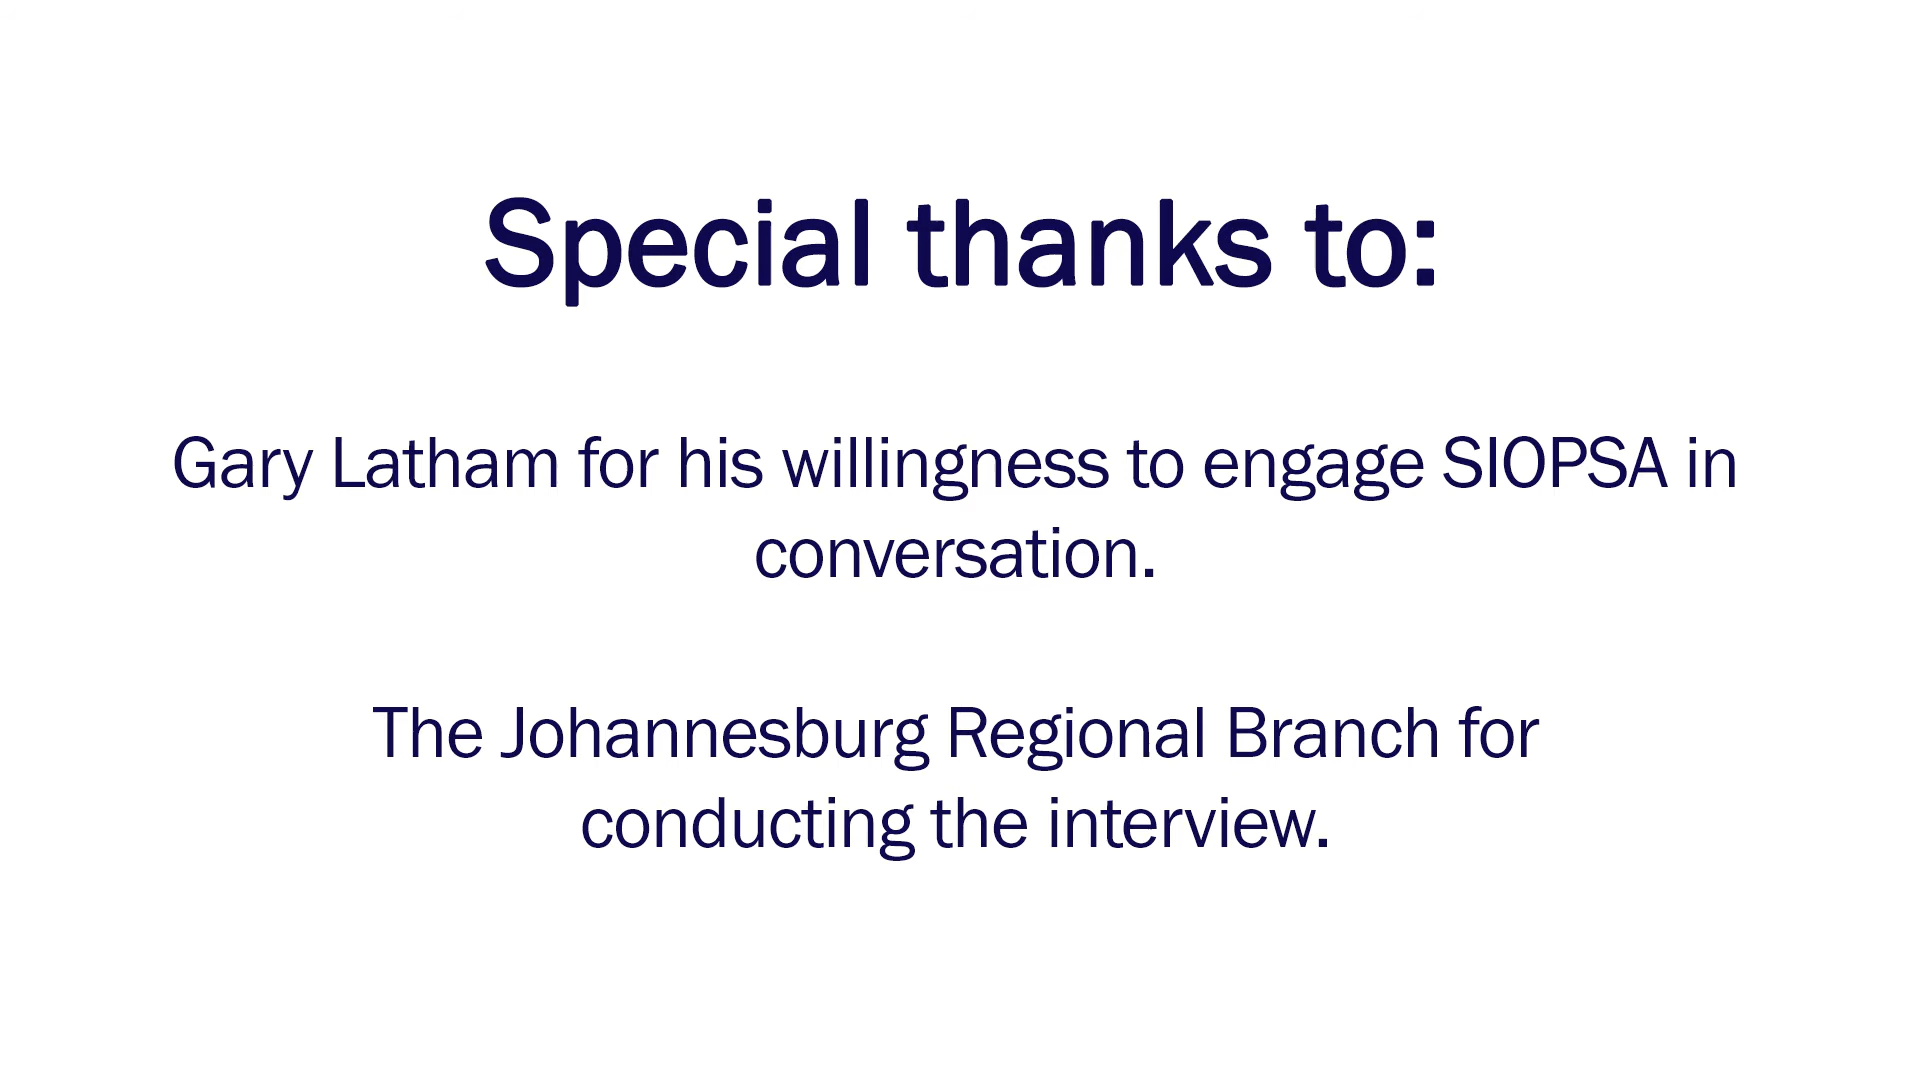 Special thanks to:
Gary Latham for his willingness to engage SIOPSA in
conversation.
The Johannesburg Regional Branch for
conducting the interview.